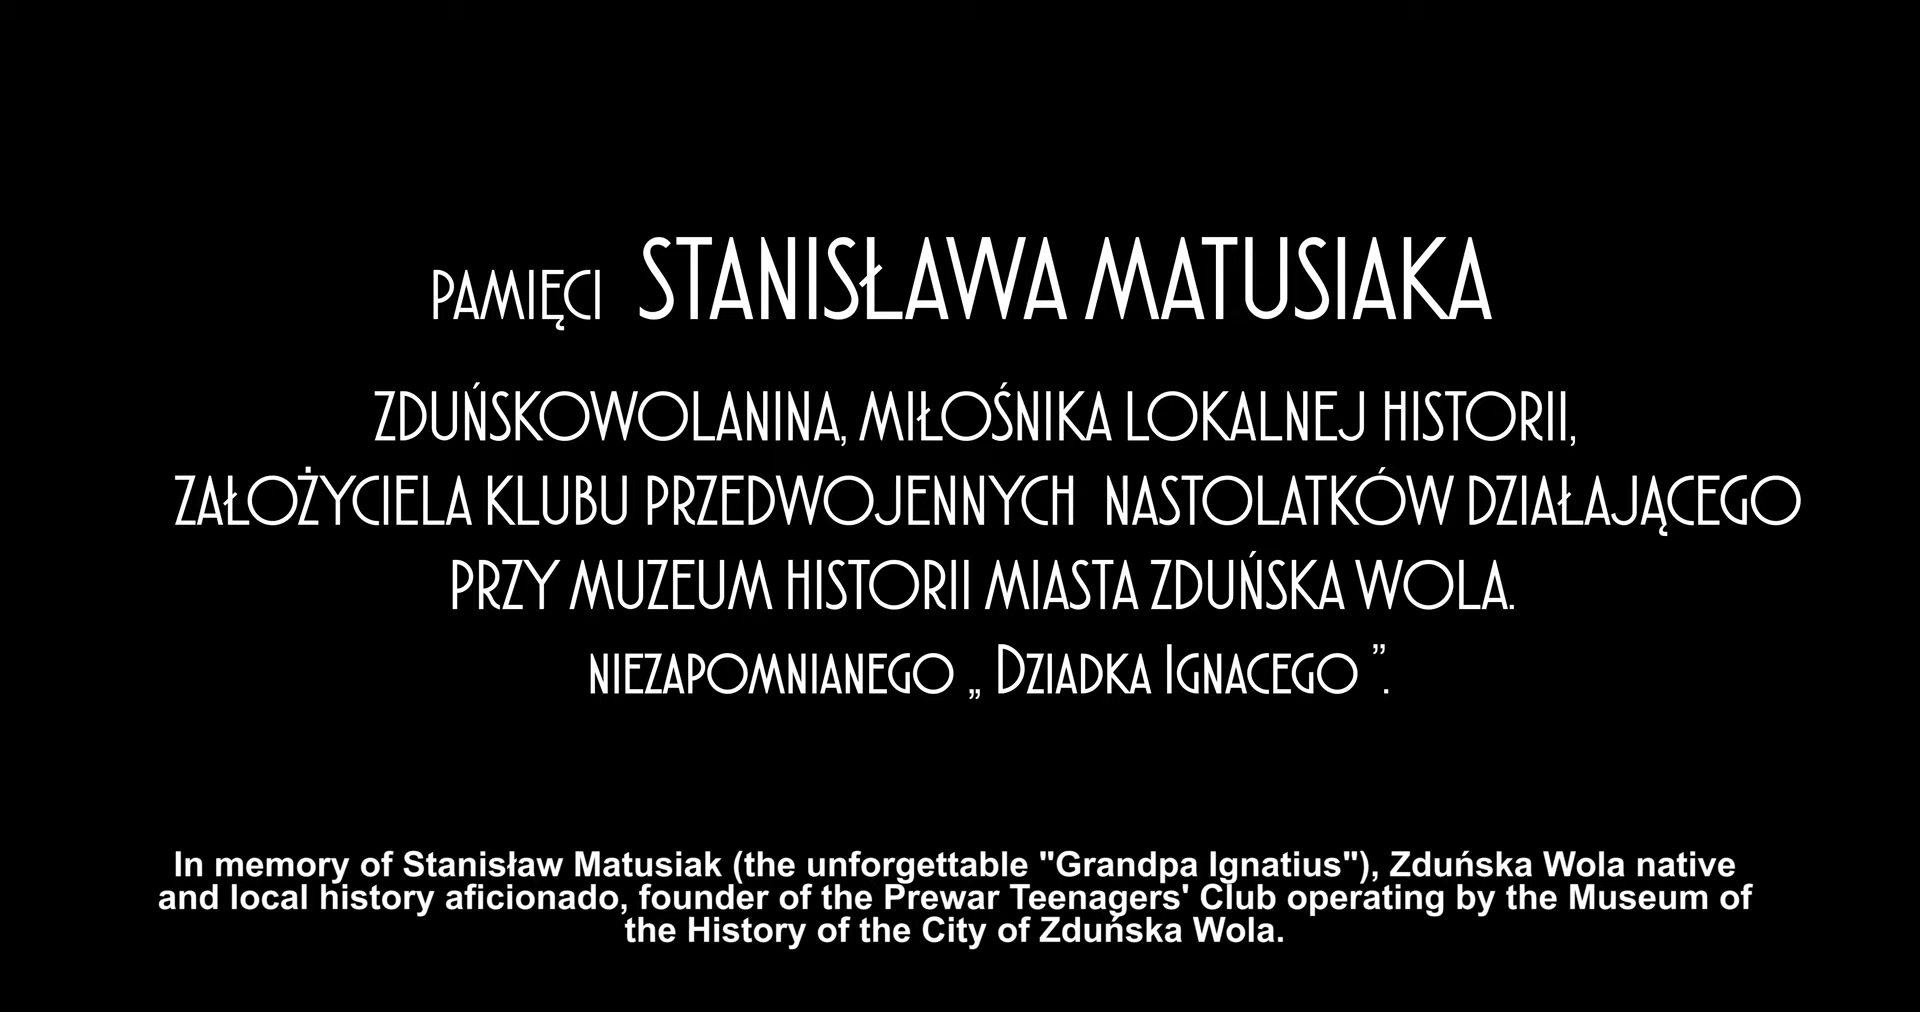 PAMIĘCI STANISŁAWA MATUSIAKA
ZDUŃSKOWOLANINA, MIŁOŚNIKA LOKALNEJ HISTORII,
ZAŁOŻYCIELA KLUBU PRZEDWOJENNYCH NASTOLATKÓW DZIAŁAJĄCEGO
PRZY MUZEUM HISTORII MIASTA ZDUŃSKA WOLA.
NIEZAPOMNIANEGO „ DZIADKA IGNACEGO ”.
In memory of Stanisław Matusiak (the unforgettable "Grandpa Ignatius"), Zduńska Wola native
and local history aficionado, founder of the Prewar Teenagers' Club operating by the Museum of
the History of the City of Zduńska Wola.